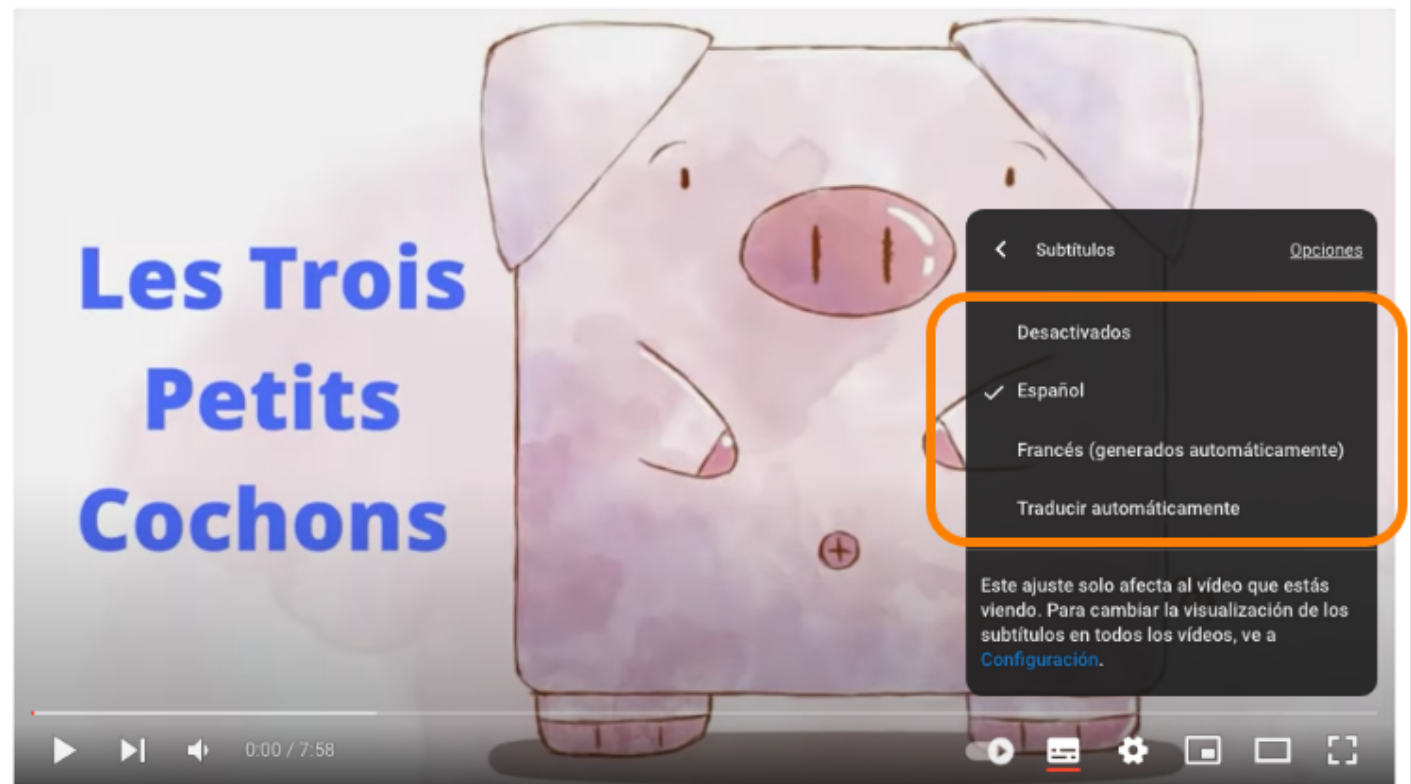 Les Trois
Petits
Cochons
Subtítulos
Opciones
Desactivados
Español
Francés (generados automáticamente)
Traducir automáticamente
Este ajuste solo afecta al vídeo que estás
viendo. Para cambiar la visualización de los
subtítulos en todos los vídeos, ve a
Configuración.
0:00 / 7:58